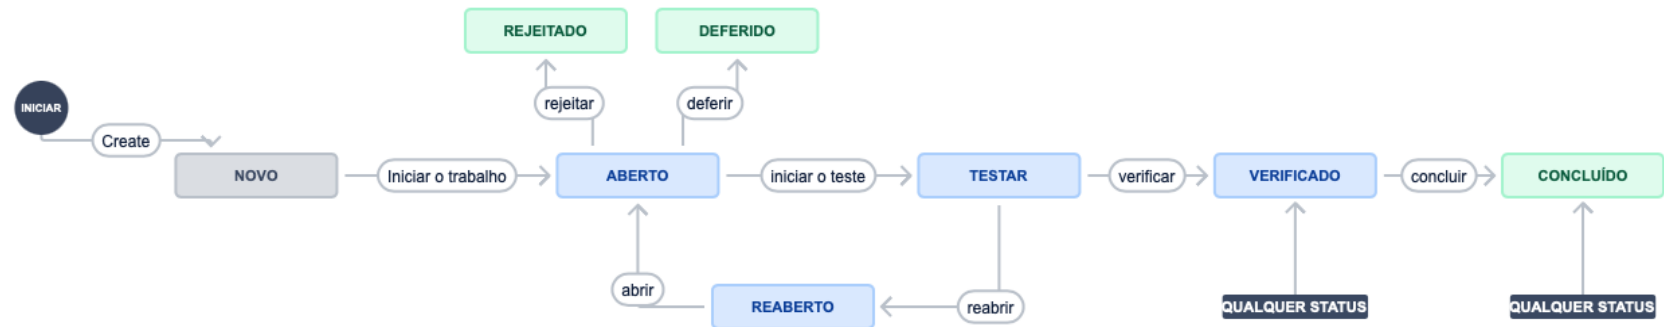 REJEITADO
DEFERIDO
INICIAR
rejeitar
deferir
Create
NOVO
Iniciar o trabalho
ABERTO
iniciar o teste
TESTAR
verificar
VERIFICADO
concluir
CONCLUÍDO
abrir
REABERTO
reabrir
QUALQUER STATUS
QUALQUER STATUS